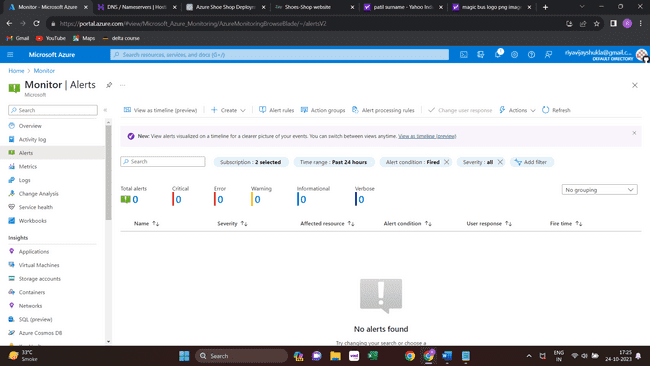 Monitor - Microsoft Azure
DNS / Nameservers | Host
Azure Shoe Shop Deploym
Shoes-Shop website
patil surname - Yahoo Ind
magic bus logo png imag
https://portal.azure.com/#view/Microsoft_Azure_Monitoring/AzureMonitoringBrowseBlade/~/alertsV2
Gmail
YouTube
Maps
delta course
Microsoft Azure
Search resources, services, and docs (G+/)
1
riyavijayshukla@gmail.c...
DEFAULT DIRECTORY
Home
Monitor
Monitor | Alerts
...
Microsoft
Search
View as timeline (preview)
Create
Alert rules
Action groups
Alert processing rules
Change user response
Actions
Refresh
Overview
Activity log
Alerts
Metrics
Logs
Change Analysis
Service health
Workbooks
Insights
Applications
Virtual Machines
Storage accounts
Containers
Networks
SQL (preview)
Azure Cosmos DB
New: View alerts visualized on a timeline for a clearer picture of your events. You can switch between views anytime. View as timeline (preview)
Search
Subscription : 2 selected
Time range : Past 24 hours
Alert condition : Fired
Severity : all
Add filter
Total alerts
0
Critical
0
Error
0
Warning
0
Informational
0
Verbose
0
No grouping
Name
Severity
Affected resource
Alert condition
User response
Fire time
No alerts found
Try changing your search or choose a
33°C
Smoke
Search
ENG
IN
17:25
24-10-2023